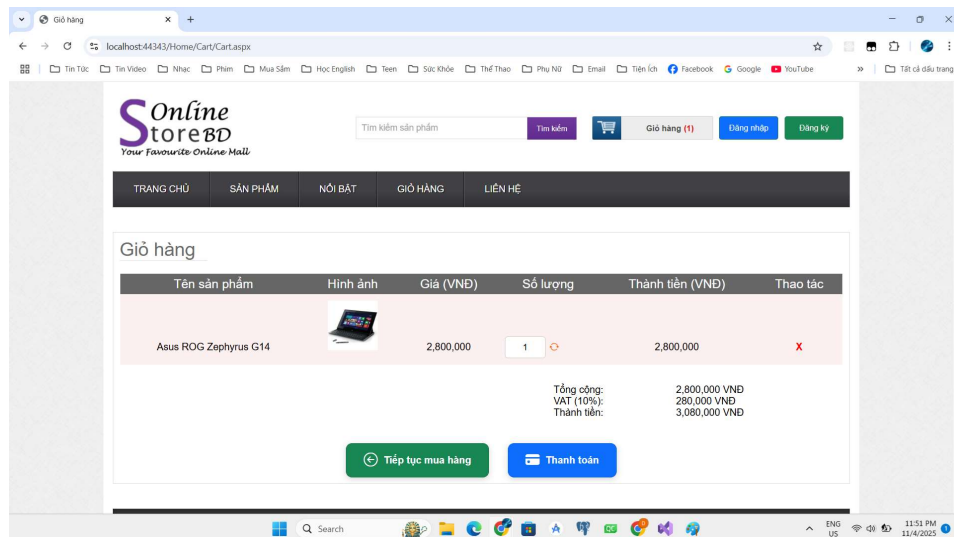 Giỏ hàng
localhost:44343/Home/Cart/Cart.aspx
Tin Tức Tin Video Nhạc Phim Mua Sắm Học English Teen Sức Khỏe Thể Thao Phụ Nữ Email Tiện Ích Facebook Google YouTube » Tất cả dấu trang
Online
Store BD
Your Favourite Online Mall
Tìm kiếm sản phẩm Tìm kiếm Giỏ hàng (1) Đăng nhập Đăng ký
TRANG CHỦ SẢN PHẨM NỔI BẬT GIỎ HÀNG LIÊN HỆ
Giỏ hàng
Tên sản phẩm Hình ảnh Giá (VNĐ) Số lượng Thành tiền (VNĐ) Thao tác
Asus ROG Zephyrus G14 2,800,000 1 2,800,000 X
Tổng cộng: 2,800,000 VNĐ
VAT (10%): 280,000 VNĐ
Thành tiền: 3,080,000 VNĐ
Tiếp tục mua hàng Thanh toán
Search ENG US 11:51 PM 11/4/2025